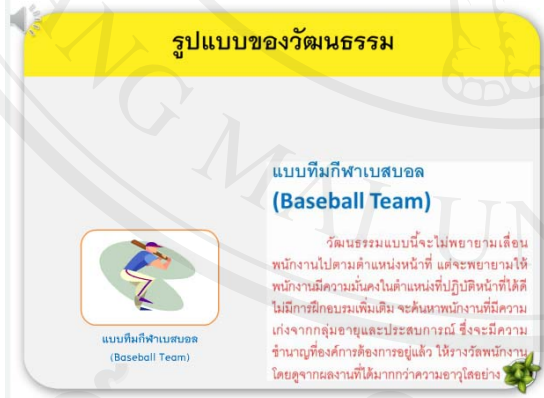 รูปแบบของวัฒนธรรม
แบบทีมกีฬาเบสบอล
(Baseball Team)
วัฒนธรรมแบบนี้จะไม่พยายามเลื่อน
พนักงานไปตามตำแหน่งหน้าที่ แต่จะพยายามให้
พนักงานมีความมั่นคงในตำแหน่งที่ปฏิบัติหน้าที่ได้ดี
ไม่มีการฝึกอบรมเพิ่มเติม จะค้นหาพนักงานที่มีความ
เก่งจากกลุ่มอายุและประสบการณ์ ซึ่งจะมีความ
ชำนาญที่องค์การต้องการอยู่แล้ว ให้รางวัลพนักงาน
โดยดูจากผลงานที่ได้มากกว่าความอาวุโสอย่าง
แบบทีมกีฬาเบสบอล
(Baseball Team)